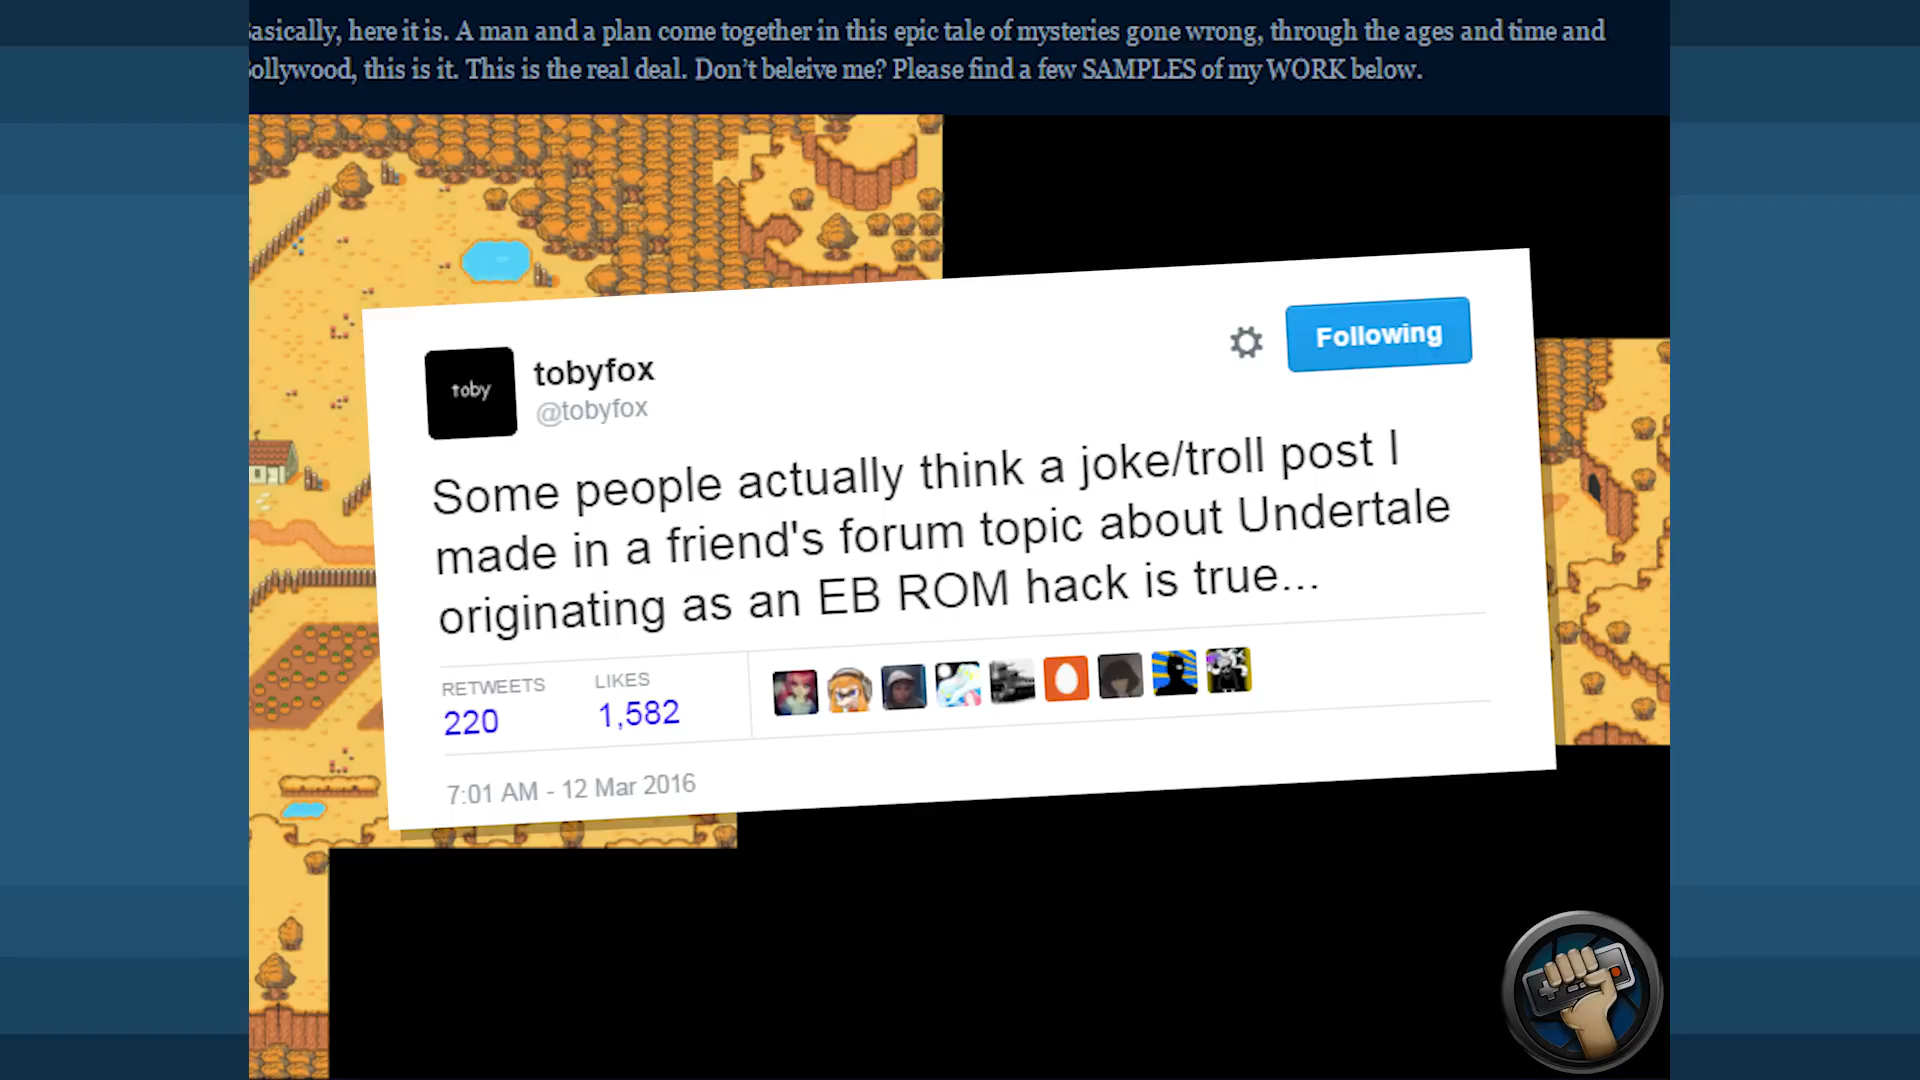 asically, here it is. A man and a plan come together in this epic tale of mysteries gone wrong, through the ages and time and
ollywood, this is it. This is the real deal. Don't beleive me? Please find a few SAMPLES of my WORK below.
toby
tobyfox
@tobyfox
Following
Some people actually think a joke/troll post I
made in a friend's forum topic about Undertale
originating as an EB ROM hack is true...
RETWEETS
220
LIKES
1,582
7:01 AM - 12 Mar 2016